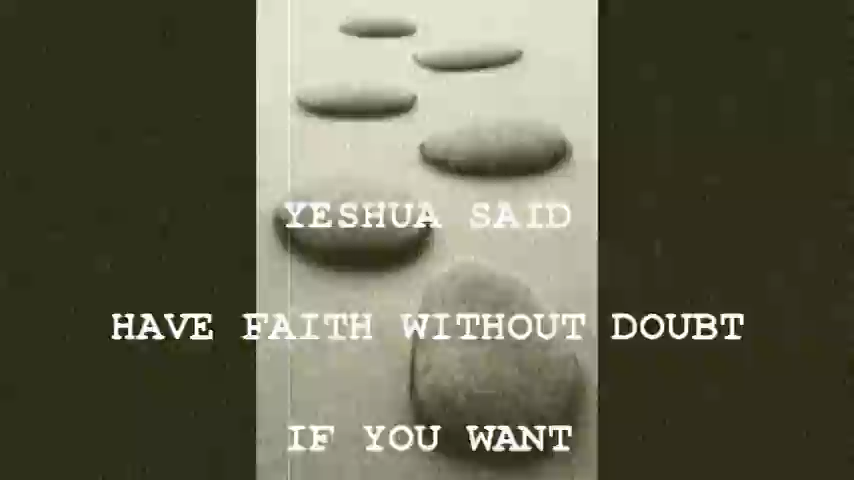 YESHUA SAID
HAVE FAITH WITHOUT DOUBT
IF YOU WANT